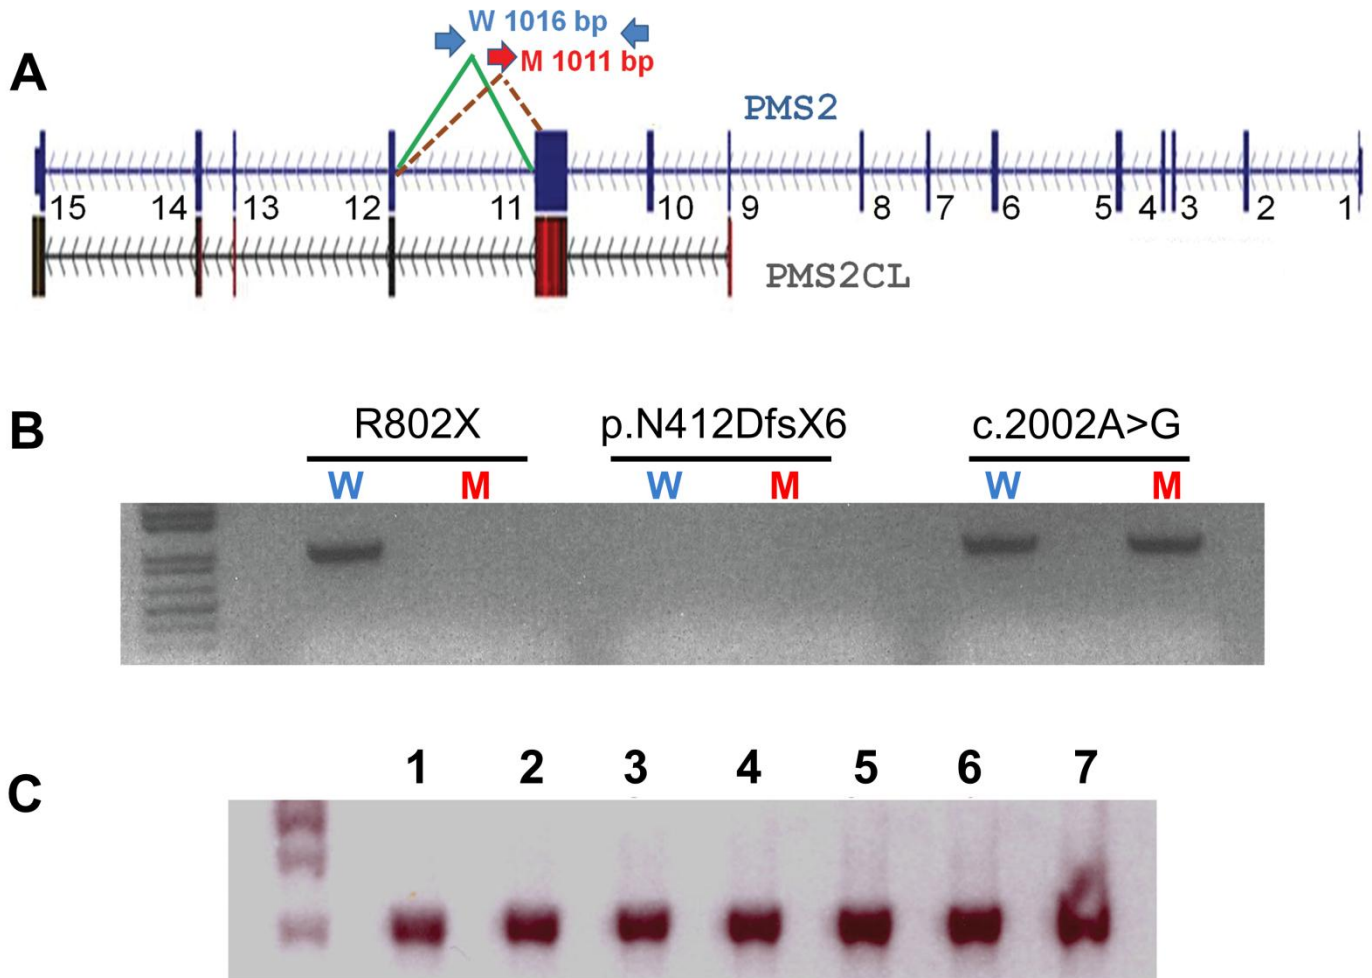 A
W 1016 bp
M 1011 bp
PMS2
15 14 13 12 11 10 9 8 7 6 5 4 3 2 1
PMS2CL
B
R802X p.N412DfsX6 c.2002A>G
W M W M W M
C
1 2 3 4 5 6 7